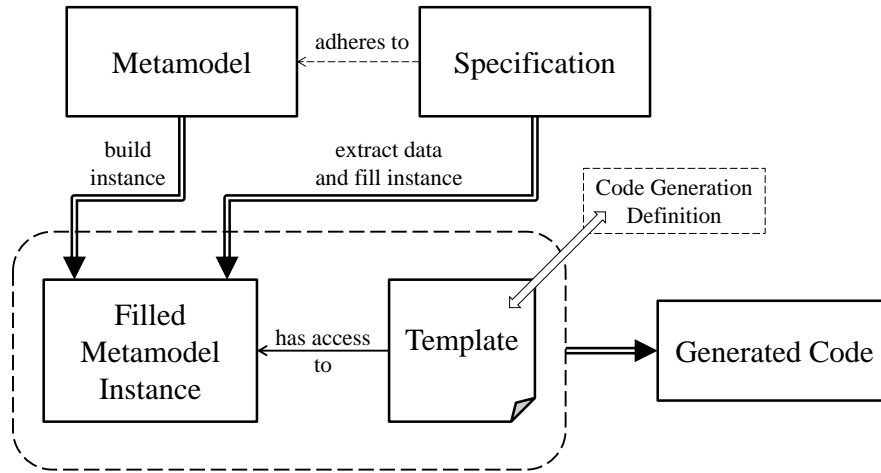 Metamodel
adheres to
Specification
build
instance
extract data
and fill instance
Code Generation
Definition
Filled
Metamodel
Instance
has access
to
Template
Generated Code